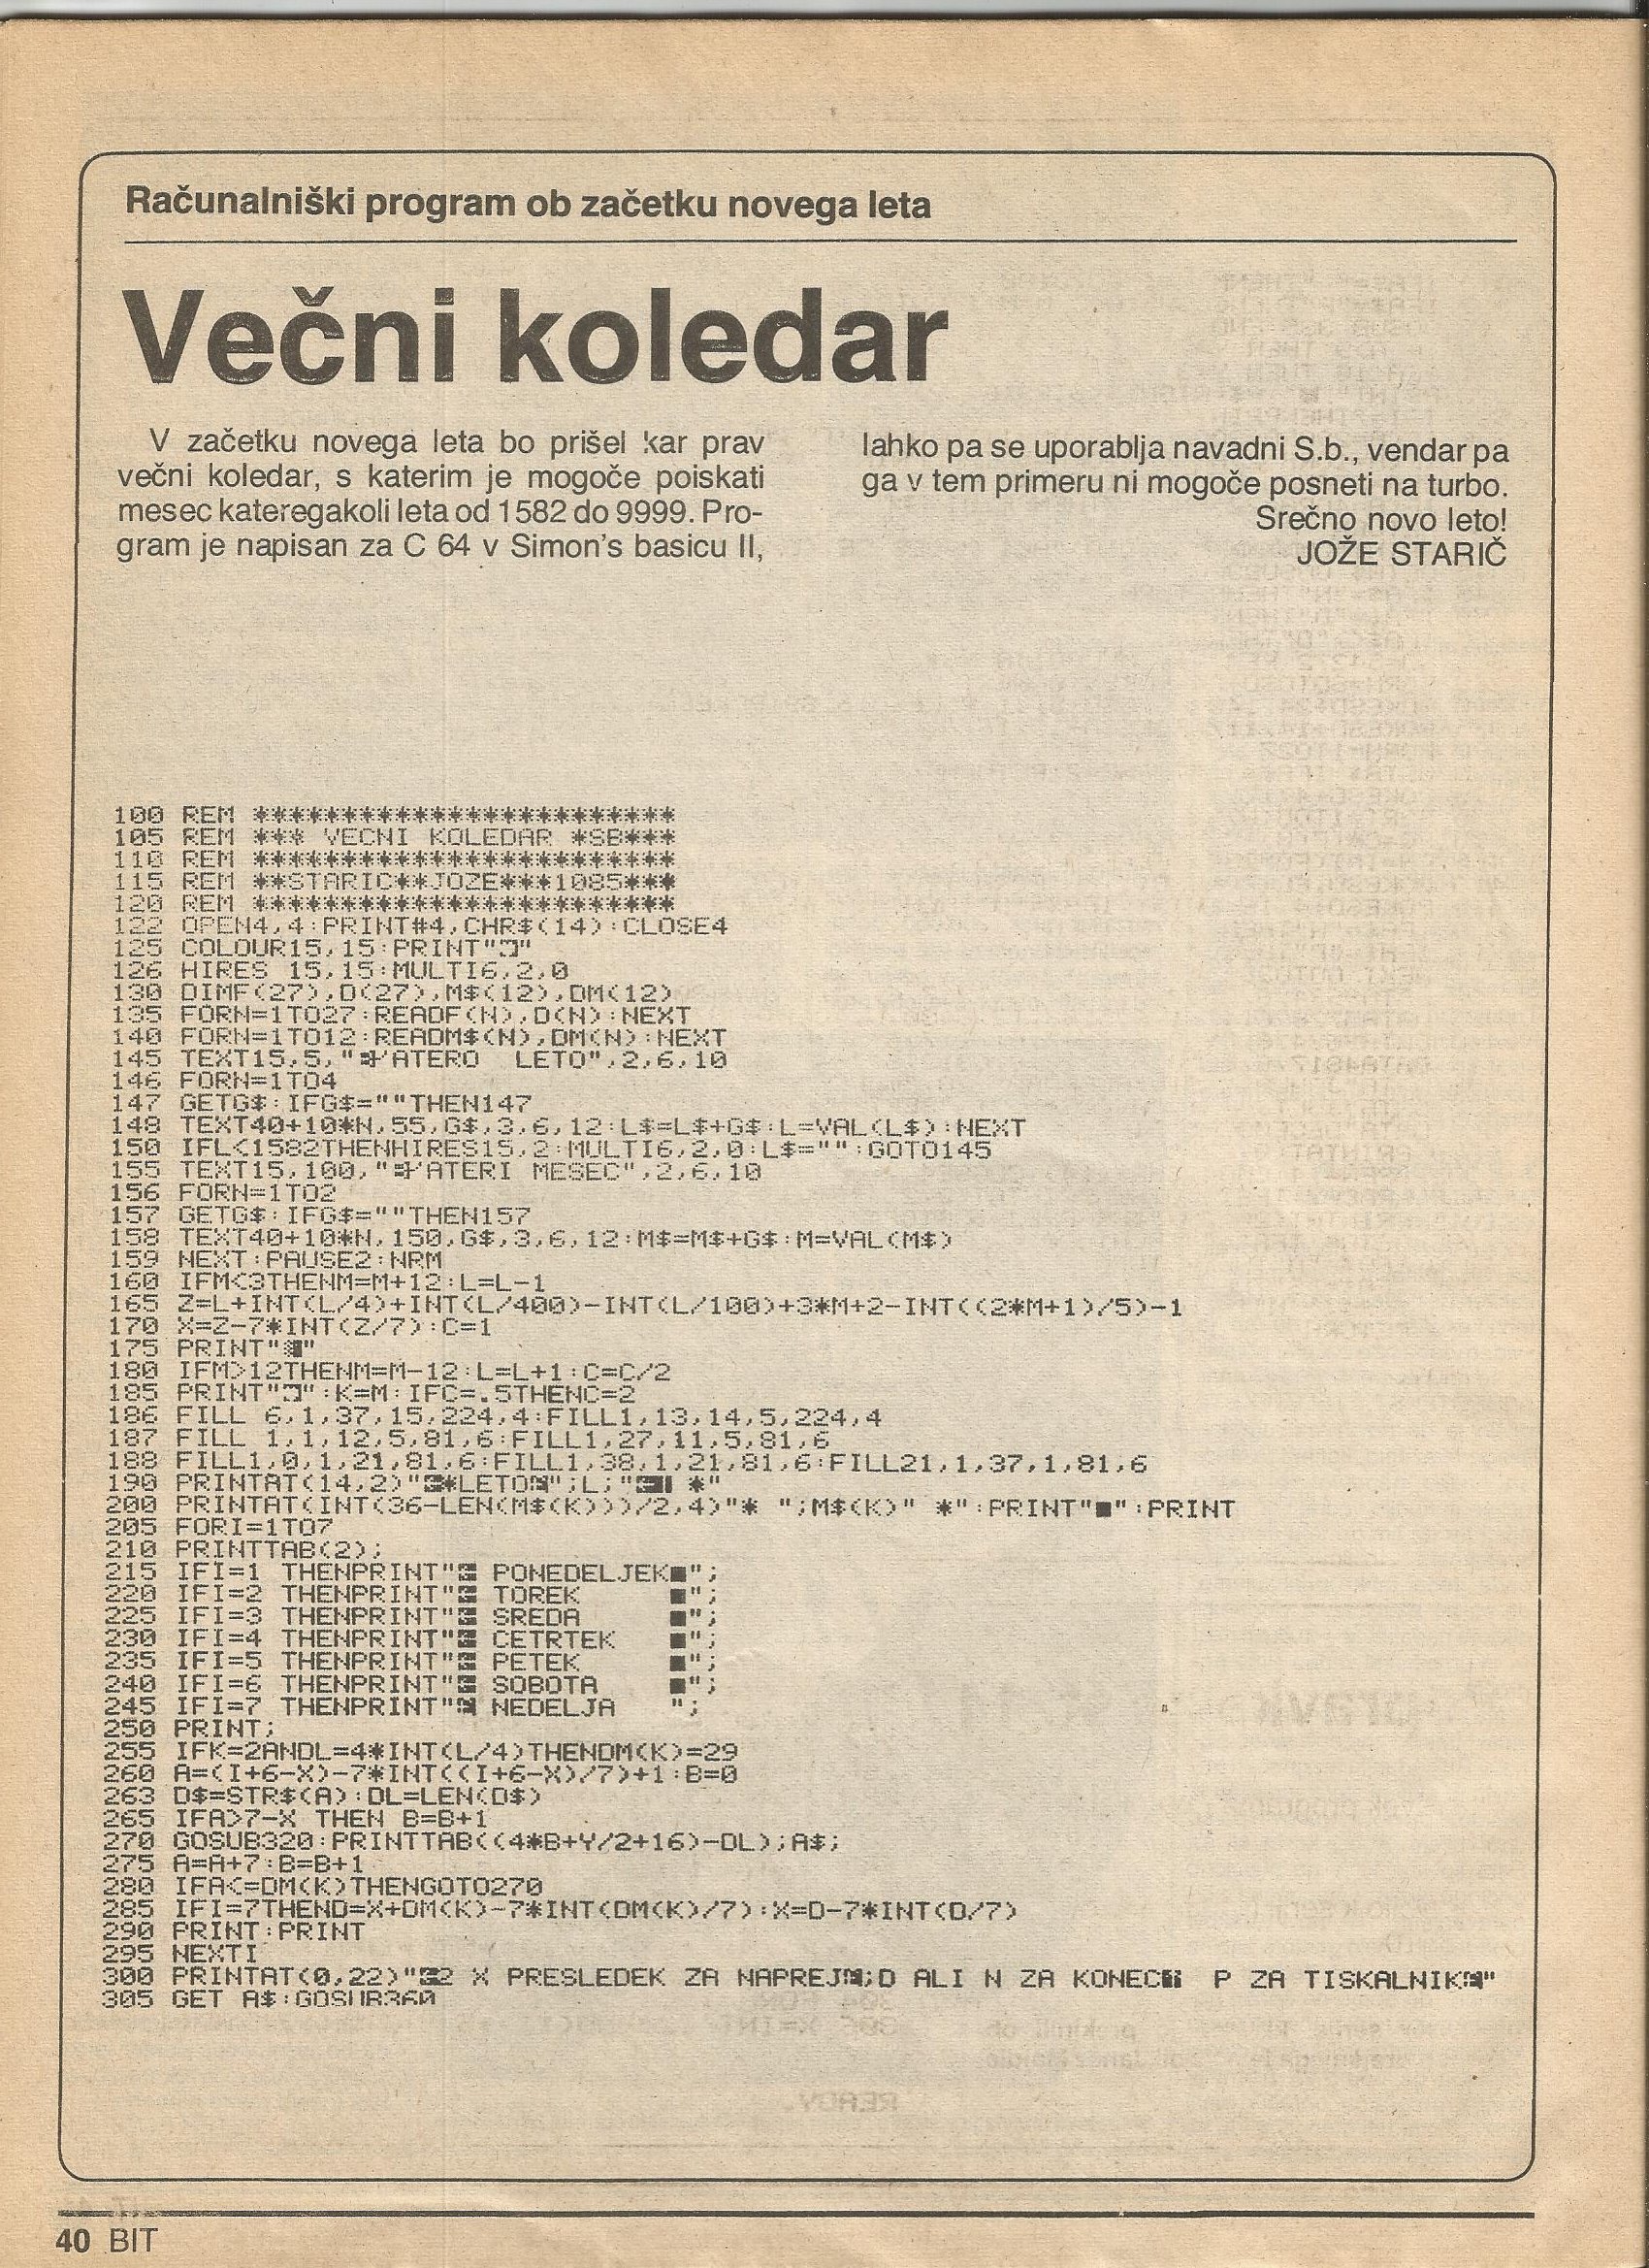 Računalniški program ob začetku novega leta
Večni koledar
V začetku novega leta bo prišel kar prav
večni koledar, s katerim je mogoče poiskati
mesec kateregakoli leta od 1582 do 9999. Pro-
gram je napisan za C 64 v Simon's basicu II,
lahko pa se uporablja navadni S.b., vendar pa
ga v tem primeru ni mogoče posneti na turbo.
Srečno novo leto!
JOŽE STARIČ
100 REM ************************
105 REM *** VECNI KOLEDAR *SB***
110 REM ************************
115 REM **STARIC**JOZE***1085***
120 REM ************************
122 OPEN4,4:PRINT#4,CHR$(14):CLOSE4
125 COLOUR15,15:PRINT""
126 HIRES 15,15:MULTI6,2,0
130 DIMF(27),D(27),M$(12),DM(12)
135 FORN=1TO27:READF(N),D(N):NEXT
140 FORN=1TO12:READM$(N),DM(N):NEXT
145 TEXT15,5,"ATERO  LETO",2,6,10
146 FORN=1TO4
147 GETG$:IFG$=""THEN147
148 TEXT40+10*N,55,G$,3,6,12:L$=L$+G$:L=VAL(L$):NEXT
150 IFL<1582THENHIRES15,2:MULTI6,2,0:L$="":GOTO145
155 TEXT15,100,"ATERI MESEC",2,6,10
156 FORN=1TO2
157 GETG$:IFG$=""THEN157
158 TEXT40+10*N,150,G$,3,6,12:M$=M$+G$:M=VAL(M$)
159 NEXT:PAUSE2:NRM
160 IFM<3THENM=M+12:L=L-1
165 Z=L+INT(L/4)+INT(L/400)-INT(L/100)+3*M+2-INT((2*M+1)/5)-1
170 X=Z-7*INT(Z/7):C=1
175 PRINT""
180 IFM>12THENM=M-12:L=L+1:C=C/2
185 PRINT"":K=M:IFC=.5THENC=2
186 FILL 6,1,37,15,224,4:FILL1,13,14,5,224,4
187 FILL 1,1,12,5,81,6:FILL1,27,11,5,81,6
188 FILL1,0,1,21,81,6:FILL1,38,1,21,81,6:FILL21,1,37,1,81,6
190 PRINTAT(14,2)"*LETO";L;" *"
200 PRINTAT(INT(36-LEN(M$(K)))/2,4)"* ";M$(K)" *":PRINT"■":PRINT
205 FORI=1TO7
210 PRINTTAB(2);
215 IFI=1 THENPRINT" PONEDELJEK■";
220 IFI=2 THENPRINT" TOREK     ■";
225 IFI=3 THENPRINT" SREDA     ■";
230 IFI=4 THENPRINT" CETRTEK   ■";
235 IFI=5 THENPRINT" PETEK     ■";
240 IFI=6 THENPRINT" SOBOTA    ■";
245 IFI=7 THENPRINT" NEDELJA   ";
250 PRINT;
255 IFK=2ANDL=4*INT(L/4)THENDM(K)=29
260 A=(I+6-X)-7*INT((I+6-X)/7)+1:B=0
263 D$=STR$(A):DL=LEN(D$)
265 IFA>7-X THEN B=B+1
270 GOSUB320:PRINTTAB((4*B+Y/2+16)-DL);A$;
275 A=A+7:B=B+1
280 IFA<=DM(K)THENGOTO270
285 IFI=7THEND=X+DM(K)-7*INT(DM(K)/7):X=D-7*INT(D/7)
290 PRINT:PRINT
295 NEXTI
300 PRINTAT(0,22)"2 X PRESLEDEK ZA NAPREJ;D ALI N ZA KONEC  P ZA TISKALNIK"
305 GET A$:GOSUB360
40 BIT